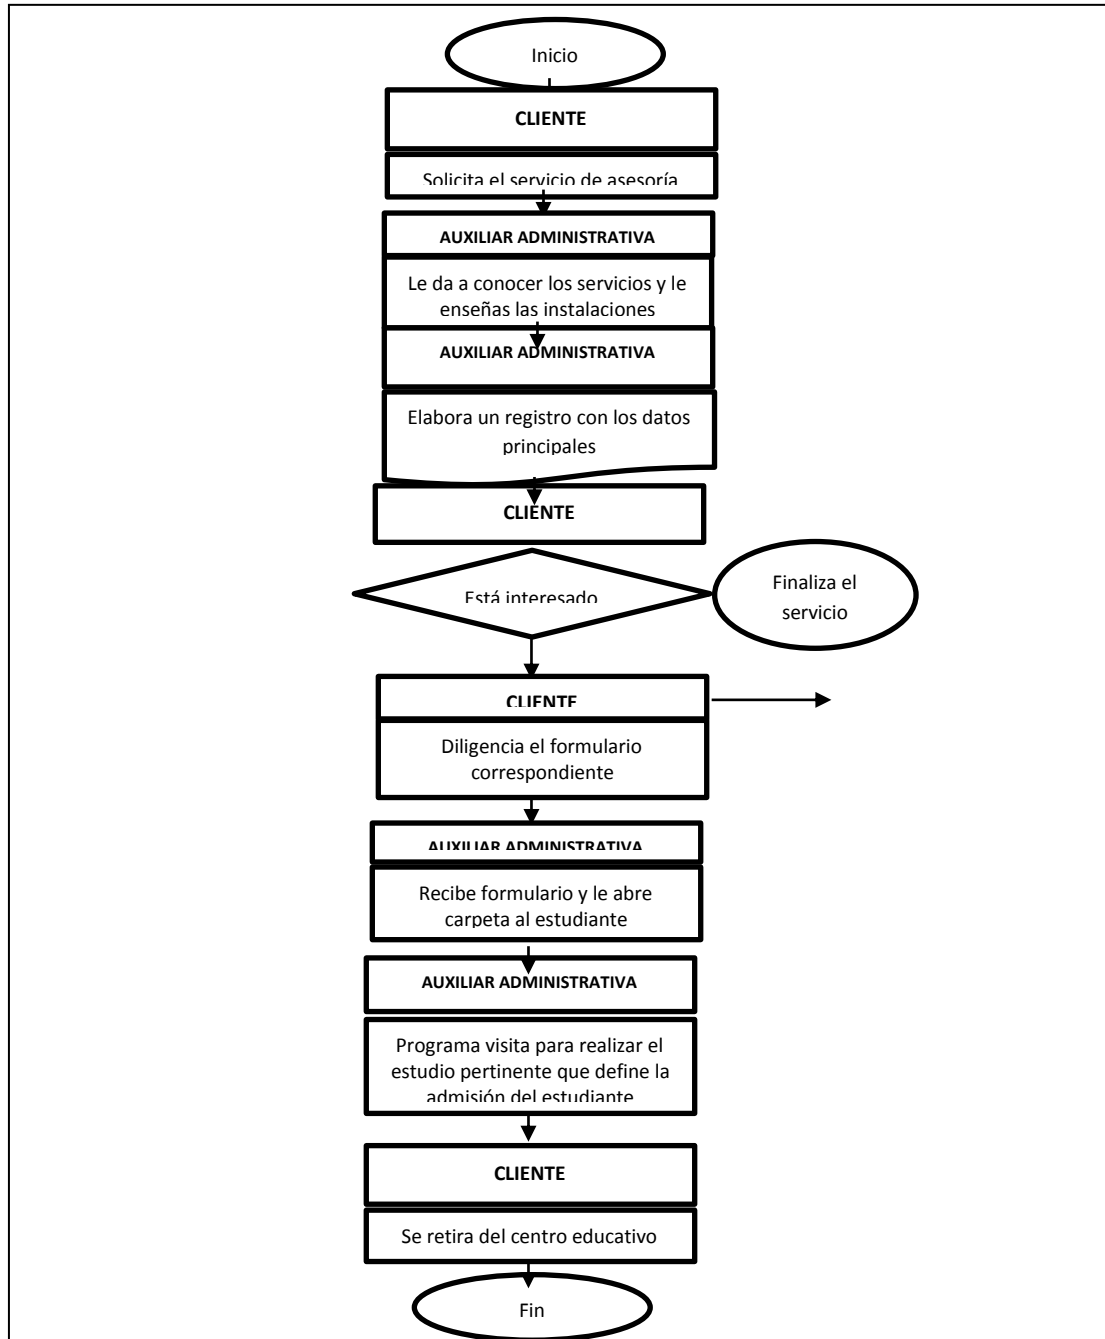 Inicio
CLIENTE
Solicita el servicio de asesoría
AUXILIAR ADMINISTRATIVA
Le da a conocer los servicios y le
enseñas las instalaciones
AUXILIAR ADMINISTRATIVA
Elabora un registro con los datos
principales
CLIENTE
Está interesado
Finaliza el
servicio
CLIENTE
Diligencia el formulario
correspondiente
AUXILIAR ADMINISTRATIVA
Recibe formulario y le abre
carpeta al estudiante
AUXILIAR ADMINISTRATIVA
Programa visita para realizar el
estudio pertinente que define la
admisión del estudiante
CLIENTE
Se retira del centro educativo
Fin